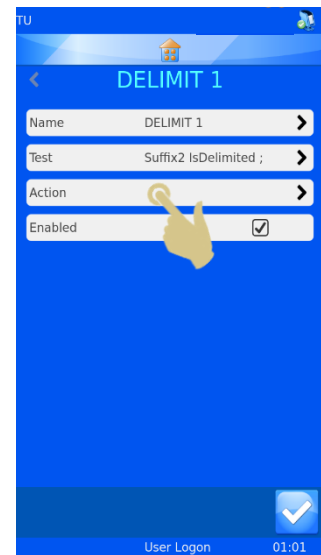 TU
DELIMIT 1
Name DELIMIT 1
Test Suffix2 IsDelimited ;
Action
Enabled
User Logon 01:01